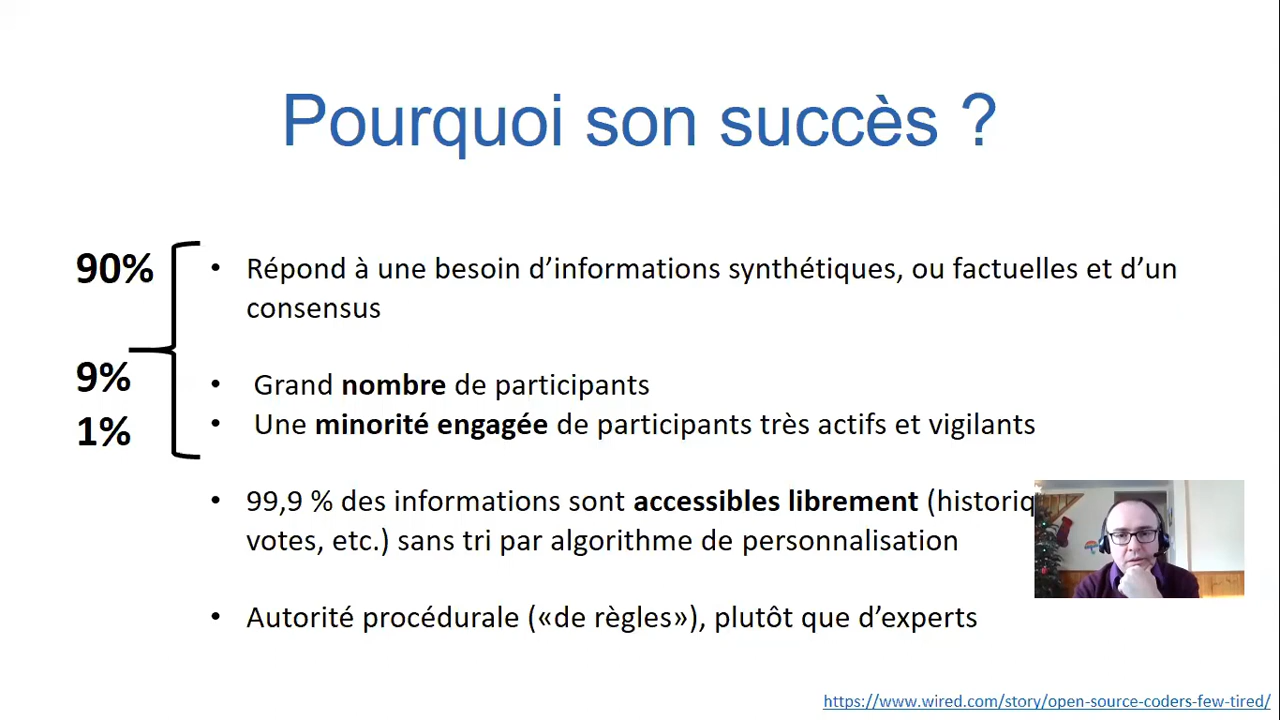 Pourquoi son succès ?
90%
• Répond à une besoin d’informations synthétiques, ou factuelles et d’un
consensus
9%
• Grand nombre de participants
1%
• Une minorité engagée de participants très actifs et vigilants
• 99,9 % des informations sont accessibles librement
votes, etc.) sans tri par algorithme de personnalisation
• Autorité procédurale («de règles»), plutôt que d’experts
https://www.wired.com/story/open-source-coders-few-tired/